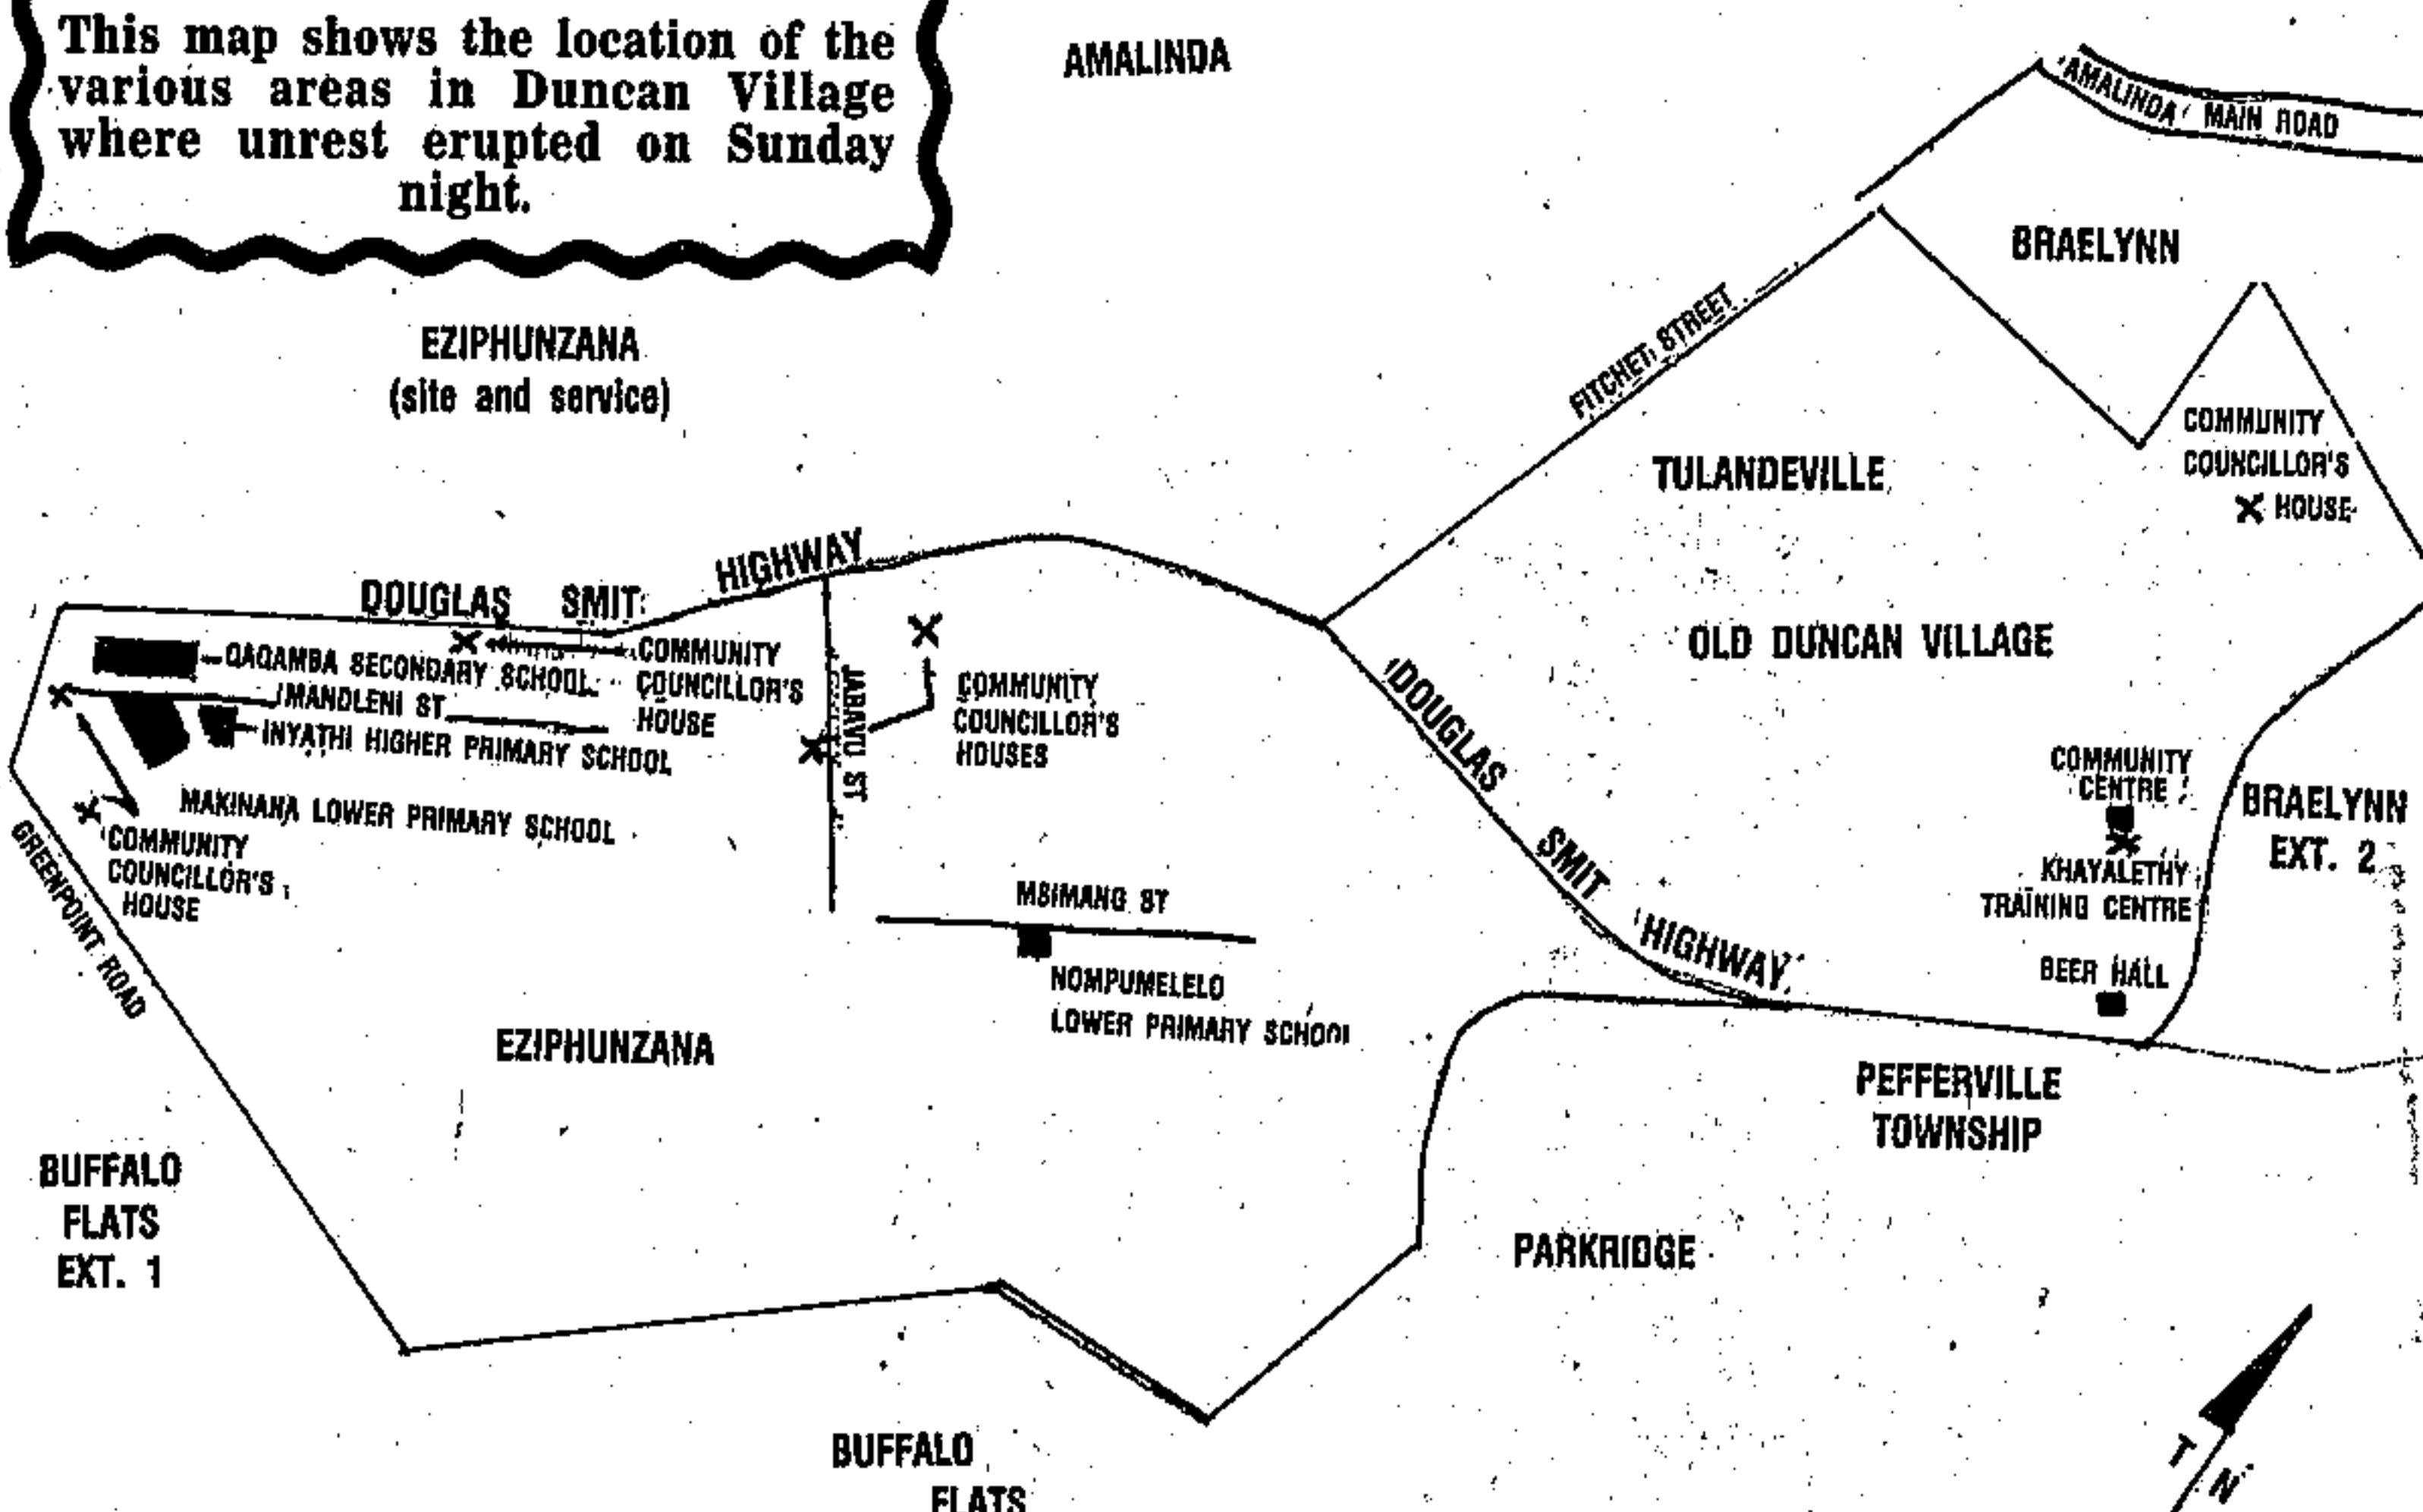 This map shows the location of the
various areas in Duncan Village
where unrest erupted on Sunday
night.
AMALINDA
AMALINDA MAIN ROAD
BRAELYNN
EZIPHUNZANA
(site and service)
FITCHET STREET
TULANDEVILLE
COMMUNITY
COUNCILLOR'S
HOUSE
OLD DUNCAN VILLAGE
DOUGLAS SMIT HIGHWAY
QAQAMBA SECONDARY SCHOOL
MANDLENI ST
INYATHI HIGHER PRIMARY SCHOOL
MAKINANA LOWER PRIMARY SCHOOL
COMMUNITY
COUNCILLOR'S
HOUSE
COMMUNITY
COUNCILLOR'S
HOUSE
GREENPOINT ROAD
JABAVU ST
COMMUNITY
COUNCILLOR'S
HOUSES
DOUGLAS SMIT HIGHWAY
COMMUNITY
CENTRE
KHAYALETHY
TRAINING CENTRE
BEER HALL
BRAELYNN
EXT. 2
MSIMANG ST
NOMPUMELELO
LOWER PRIMARY SCHOOL
EZIPHUNZANA
PEFFERVILLE
TOWNSHIP
BUFFALO
FLATS
EXT. 1
PARKRIDGE
BUFFALO
FLATS
T N